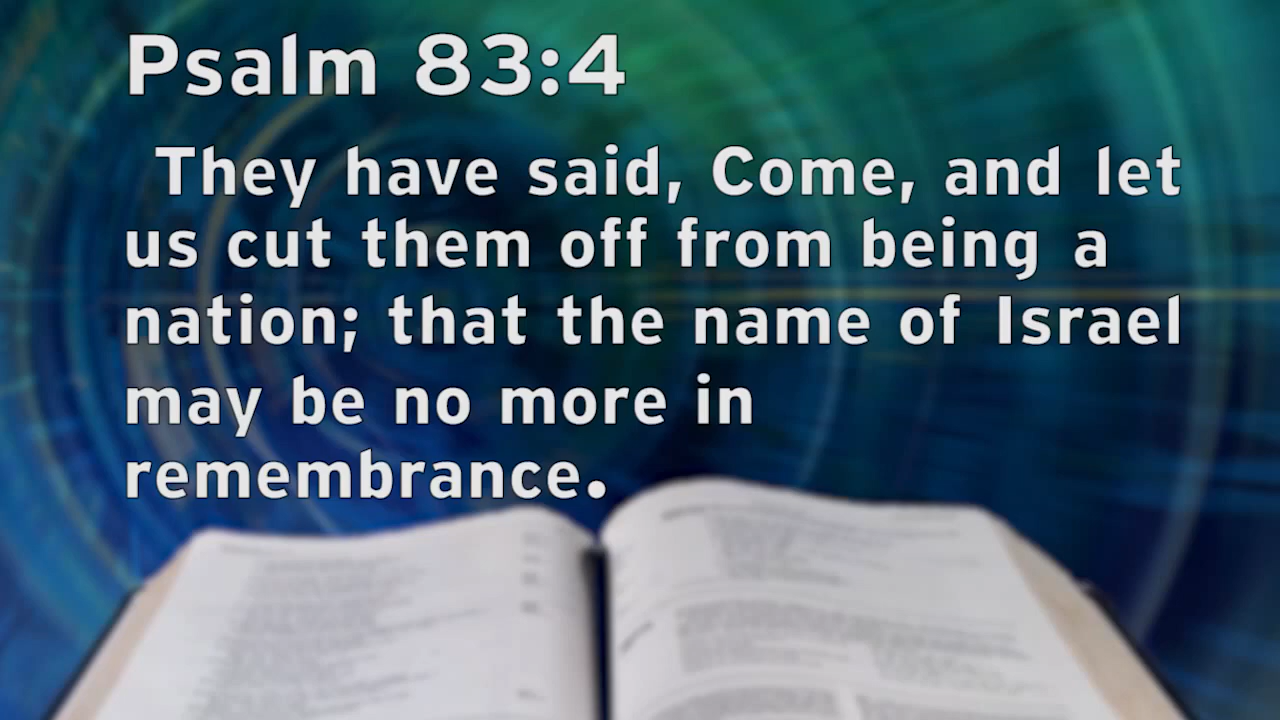 Psalm 83:4
They have said, Come, and let
us cut them off from being a
nation; that the name of Israel
may be no more in
remembrance.